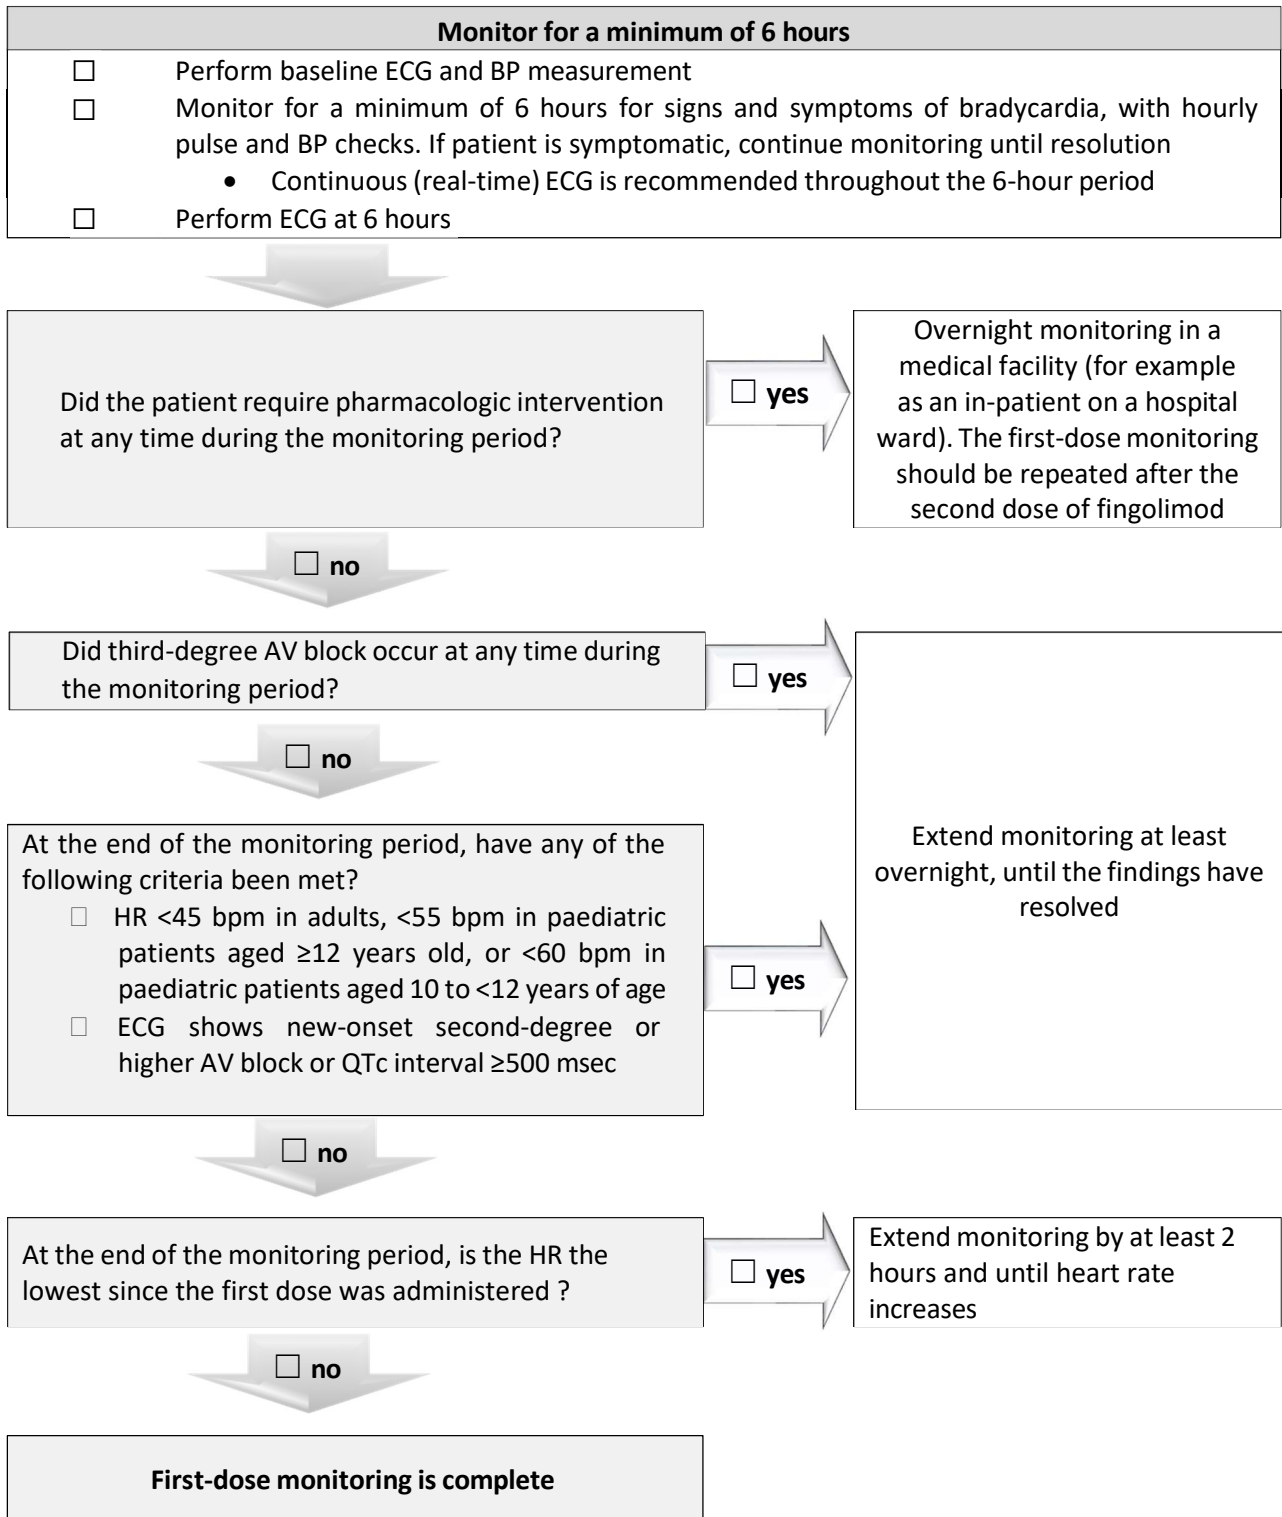 Monitor for a minimum of 6 hours
☐ Perform baseline ECG and BP measurement
☐ Monitor for a minimum of 6 hours for signs and symptoms of bradycardia, with hourly
pulse and BP checks. If patient is symptomatic, continue monitoring until resolution
• Continuous (real-time) ECG is recommended throughout the 6-hour period
☐ Perform ECG at 6 hours
Did the patient require pharmacologic intervention
at any time during the monitoring period?
☐ yes
Overnight monitoring in a
medical facility (for example
as an in-patient on a hospital
ward). The first-dose monitoring
should be repeated after the
second dose of fingolimod
☐ no
Did third-degree AV block occur at any time during
the monitoring period?
☐ yes
☐ no
At the end of the monitoring period, have any of the
following criteria been met?
☐ HR <45 bpm in adults, <55 bpm in paediatric
patients aged ≥12 years old, or <60 bpm in
paediatric patients aged 10 to <12 years of age
☐ ECG shows new-onset second-degree or
higher AV block or QTc interval ≥500 msec
☐ yes
Extend monitoring at least
overnight, until the findings have
resolved
☐ no
At the end of the monitoring period, is the HR the
lowest since the first dose was administered ?
☐ yes
Extend monitoring by at least 2
hours and until heart rate
increases
☐ no
First-dose monitoring is complete